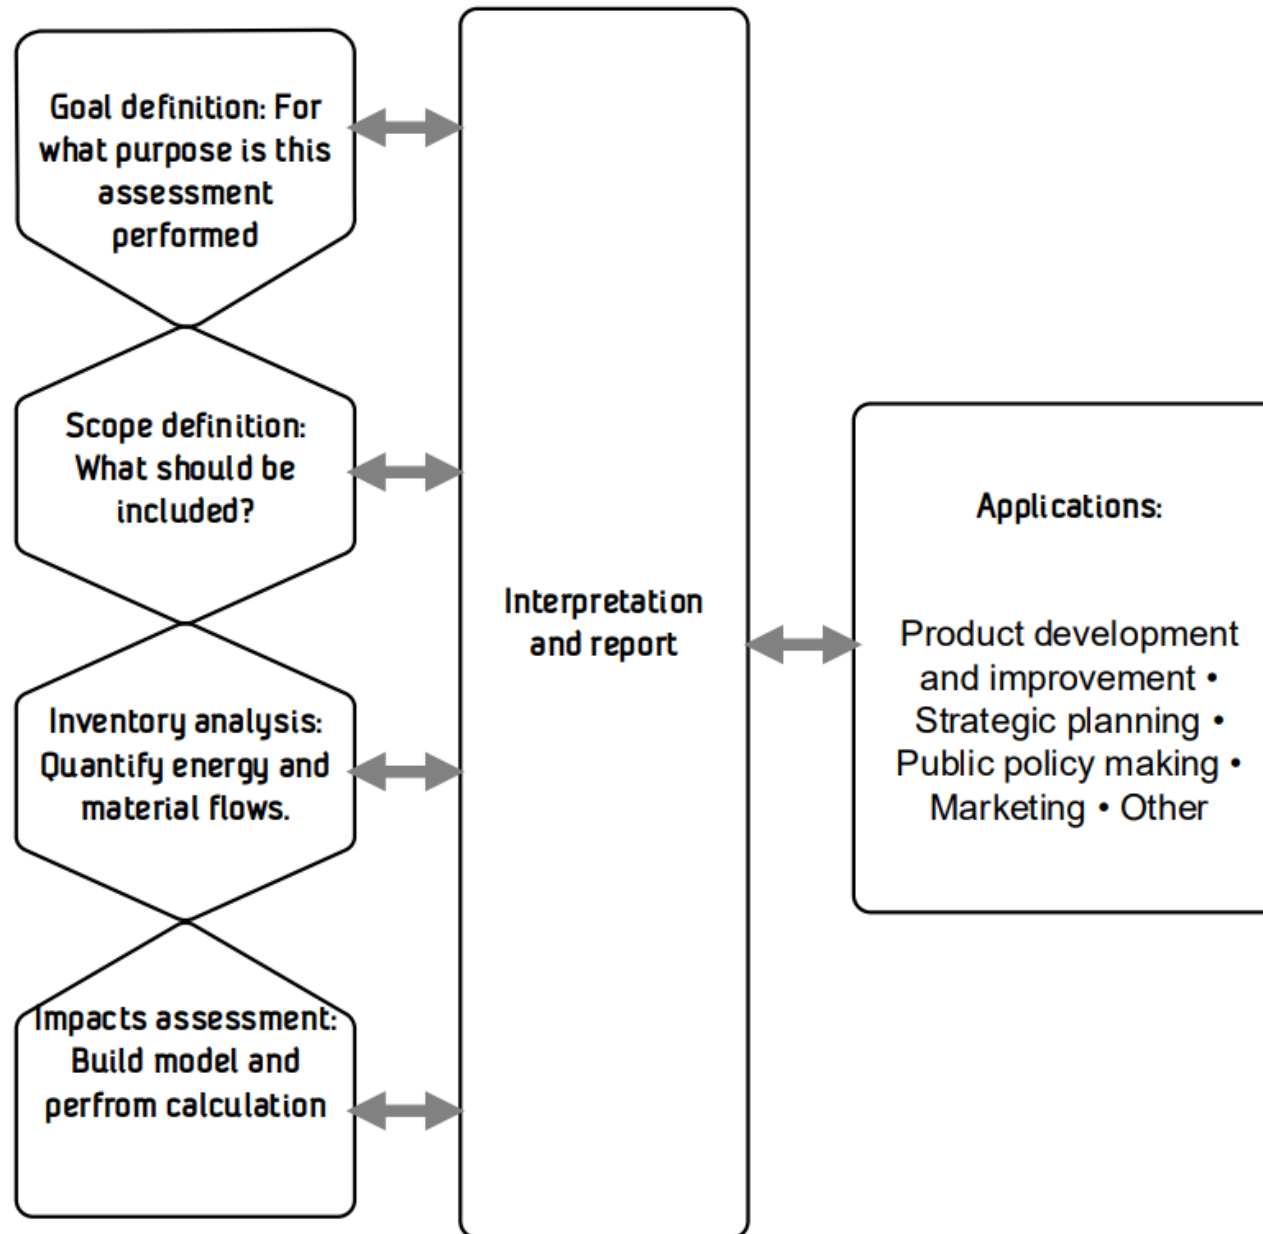 Goal definition: For
what purpose is this
assessment
performed
Scope definition:
What should be
included?
Inventory analysis:
Quantify energy and
material flows.
Impacts assessment:
Build model and
perfrom calculation
Interpretation
and report
Applications:
Product development
and improvement •
Strategic planning •
Public policy making •
Marketing • Other